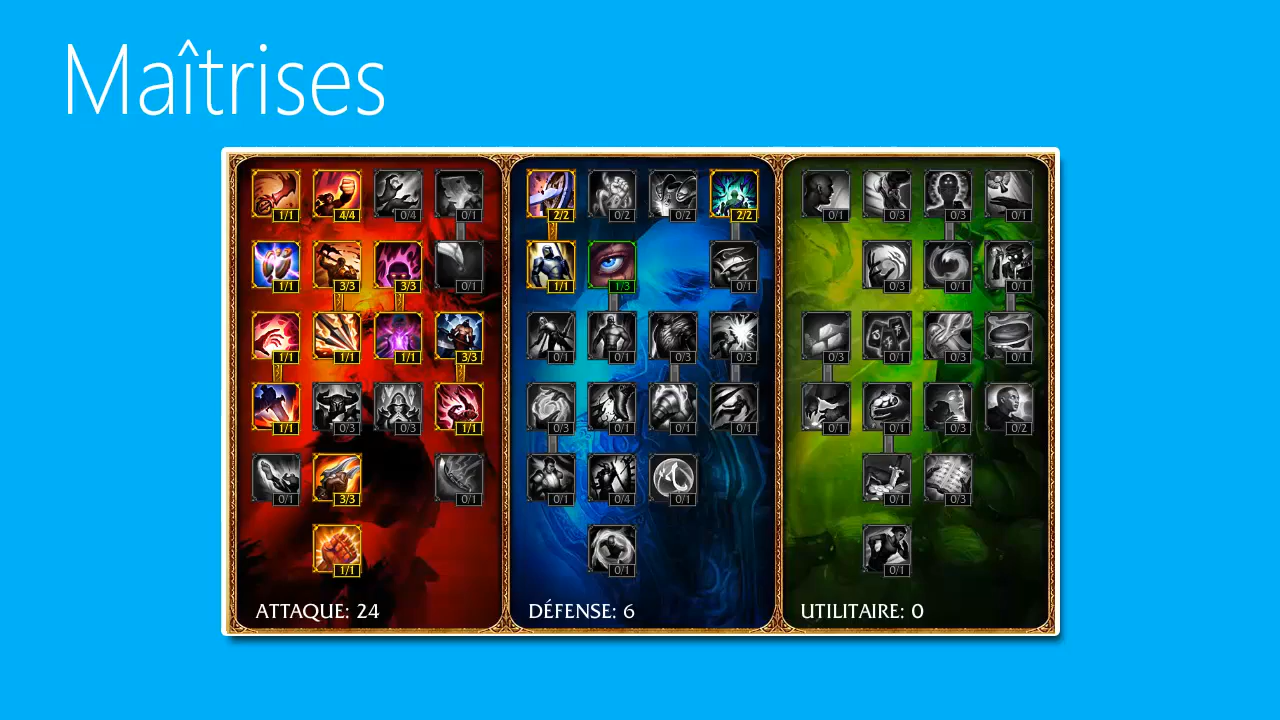 Maîtrises
1/1 4/4 0/4 0/1 2/2 0/2 0/2 2/2 0/1 0/3 0/3 0/1
1/1 3/3 3/3 0/1 1/1 1/3 0/1 0/3 0/1 0/1
1/1 1/1 1/1 3/3 0/1 0/1 0/3 0/3 0/3 0/1 0/3 0/1
1/1 0/3 0/3 1/1 0/3 0/1 0/1 0/1 0/1 0/1 0/3 0/2
0/1 3/3 0/1 0/1 0/4 0/1 0/1 0/3
1/1 0/1 0/1
ATTAQUE: 24 DÉFENSE: 6 UTILITAIRE: 0